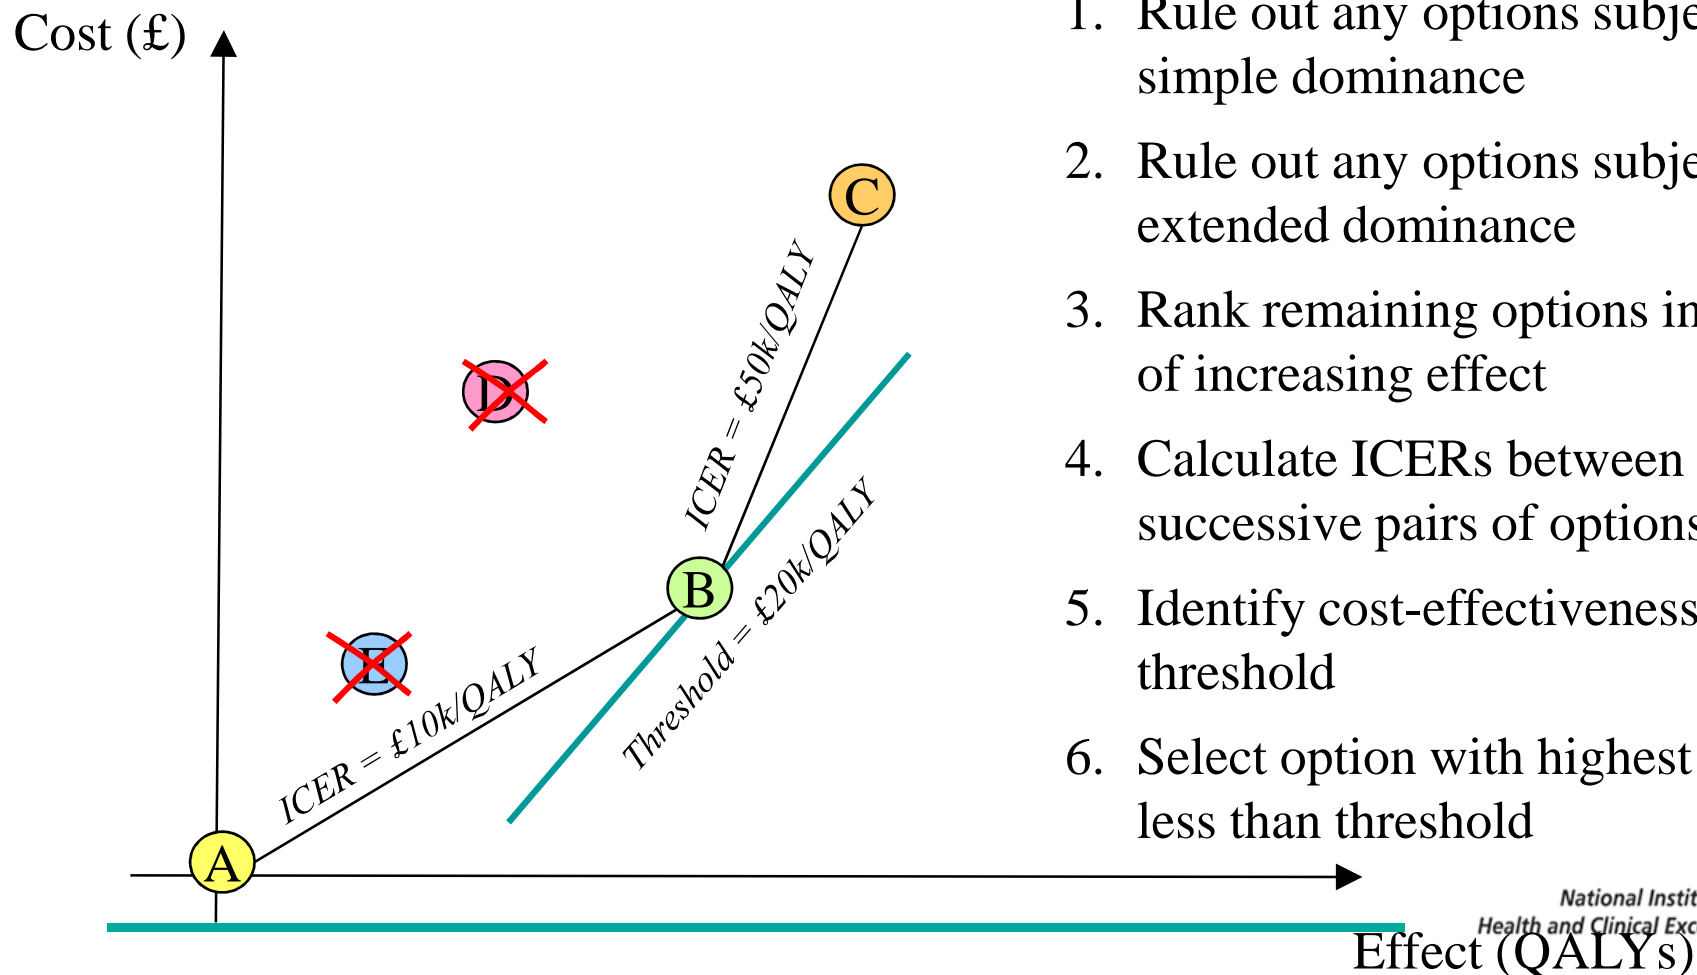 Cost (£)
C
D
E
B
A
ICER = £50k/QALY
Threshold = £20k/QALY
ICER = £10k/QALY
1. Rule out any options subje
simple dominance
2. Rule out any options subje
extended dominance
3. Rank remaining options in
of increasing effect
4. Calculate ICERs between
successive pairs of options
5. Identify cost-effectiveness
threshold
6. Select option with highest
less than threshold
National Instit
Health and Clinical Exc
Effect (QALYs)